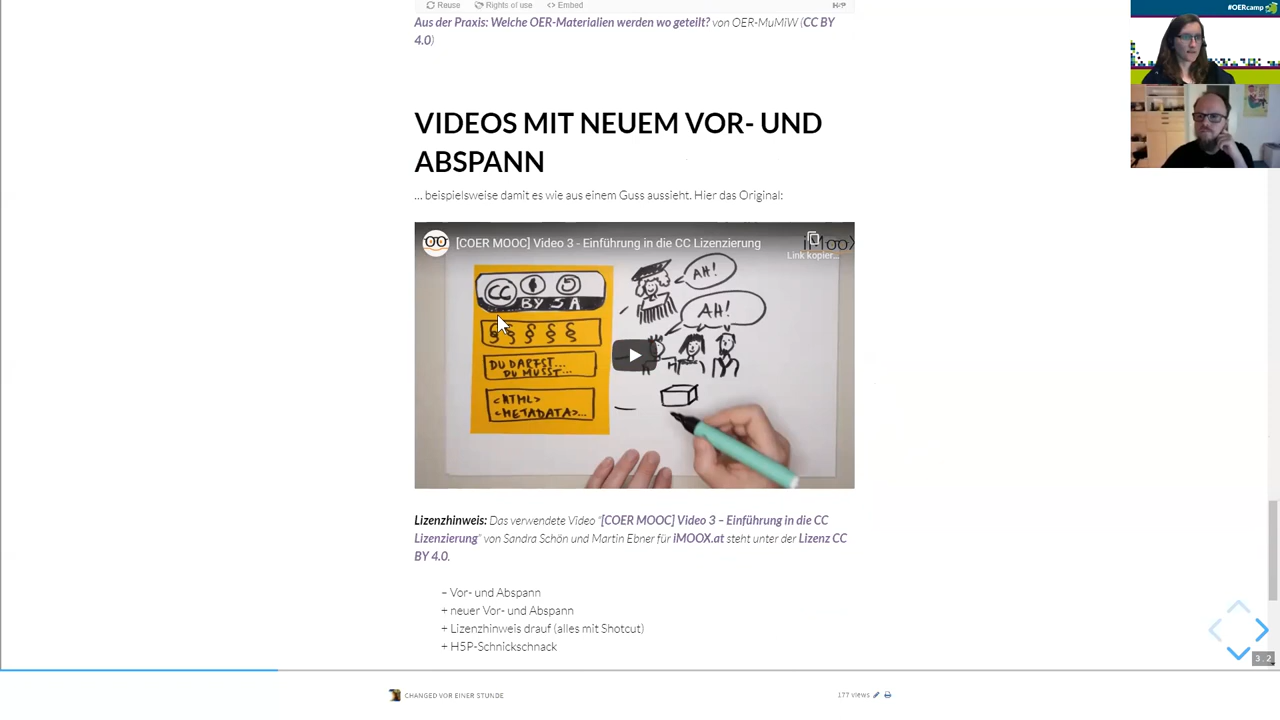 Reuse Rights of use <> Embed H-P
#OERcamp
Aus der Praxis: Welche OER-Materialien werden wo geteilt? von OER-MuMiW (CC BY
4.0)
VIDEOS MIT NEUEM VOR- UND
ABSPANN
... beispielsweise damit es wie aus einem Guss aussieht. Hier das Original:
[COER MOOC] Video 3 - Einführung in die CC Lizenzierung
iMooX
Link kopier...
CC
BY SA
§ § § § §
DU DARFST...
DU MUSST...
<HTML>
<METADATA>...
AH!
AH!
Lizenzhinweis: Das verwendete Video "[COER MOOC] Video 3 – Einführung in die CC
Lizenzierung" von Sandra Schön und Martin Ebner für iMOOX.at steht unter der Lizenz CC
BY 4.0.
– Vor- und Abspann
+ neuer Vor- und Abspann
+ Lizenzhinweis drauf (alles mit Shotcut)
+ H5P-Schnickschnack
3.2
CHANGED VOR EINER STUNDE
177 views